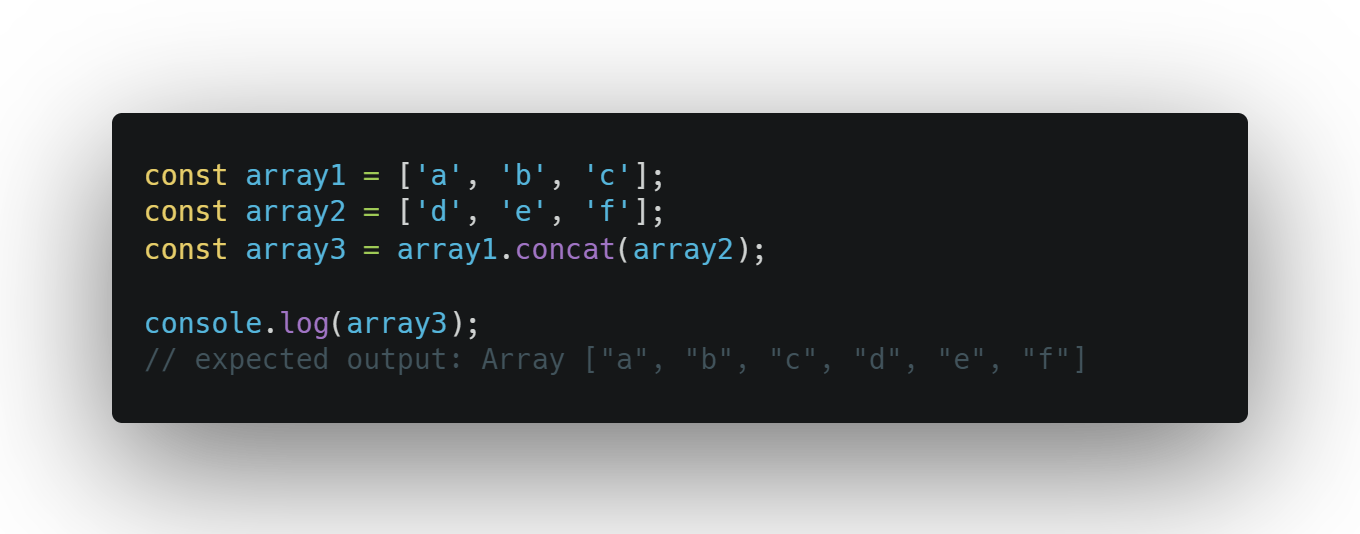 const array1 = ['a', 'b', 'c'];
const array2 = ['d', 'e', 'f'];
const array3 = array1.concat(array2);
console.log(array3);
// expected output: Array ["a", "b", "c", "d", "e", "f"]